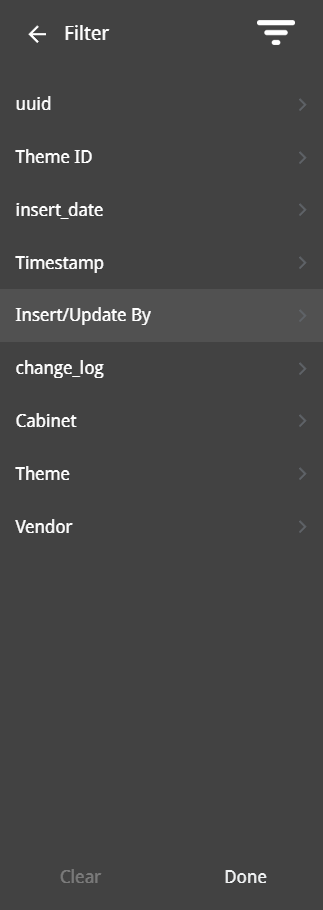 Filter
uuid
Theme ID
insert_date
Timestamp
Insert/Update By
change_log
Cabinet
Theme
Vendor
Clear Done